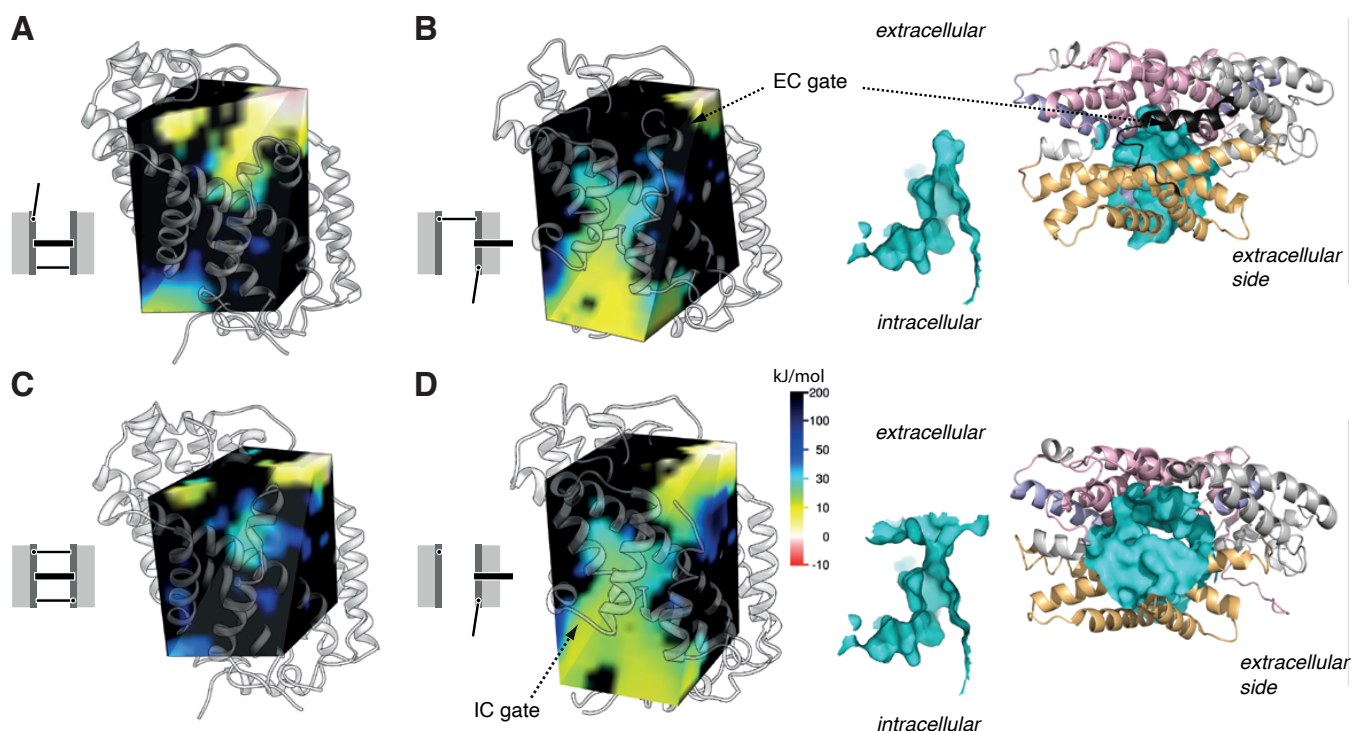 A
B
extracellular
EC gate
intracellular
extracellular
side
C
D
kJ/mol
200
100
50
30
10
0
-10
extracellular
IC gate
intracellular
extracellular
side